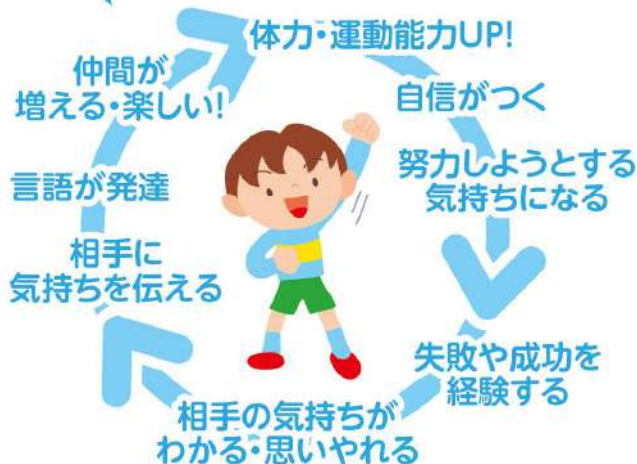 体力・運動能力UP!
自信がつく
努力しようとする
気持ちになる
失敗や成功を
経験する
相手の気持ちが
わかる・思いやれる
相手に
気持ちを伝える
言語が発達
仲間が
増える・楽しい!